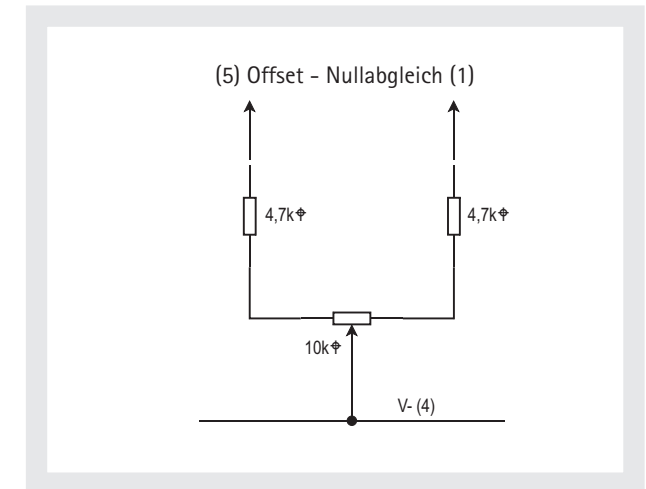 (5) Offset - Nullabgleich (1)
4,7k⌖ 4,7k⌖
10k⌖
V- (4)